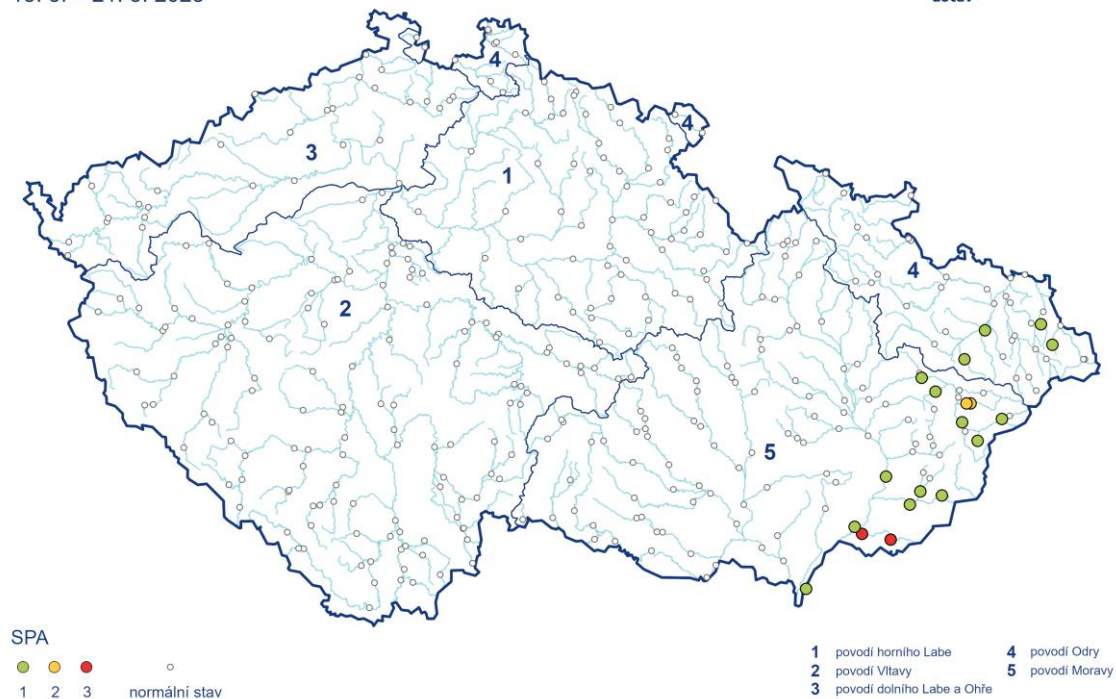 4
4
3
1
4
2
5
SPA
1 2 3 normální stav
1 povodí horního Labe
2 povodí Vltavy
3 povodí dolního Labe a Ohře
4 povodí Odry
5 povodí Moravy